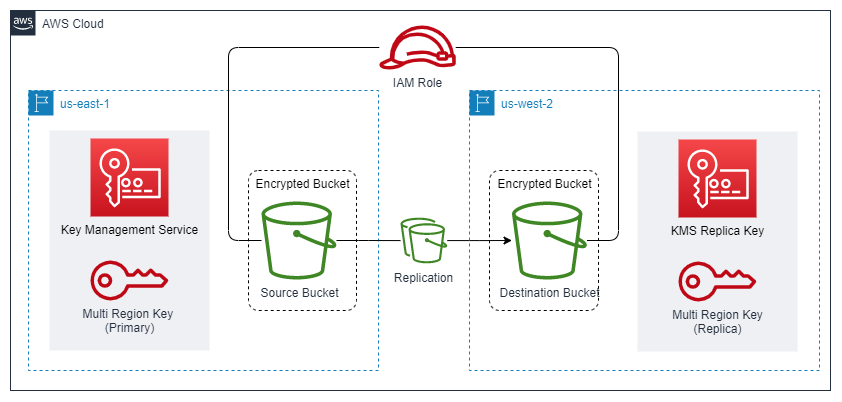 aws
AWS Cloud
IAM Role
us-east-1
us-west-2
Key Management Service
Multi Region Key
(Primary)
Encrypted Bucket
Source Bucket
Replication
Encrypted Bucket
Destination Bucket
KMS Replica Key
Multi Region Key
(Replica)